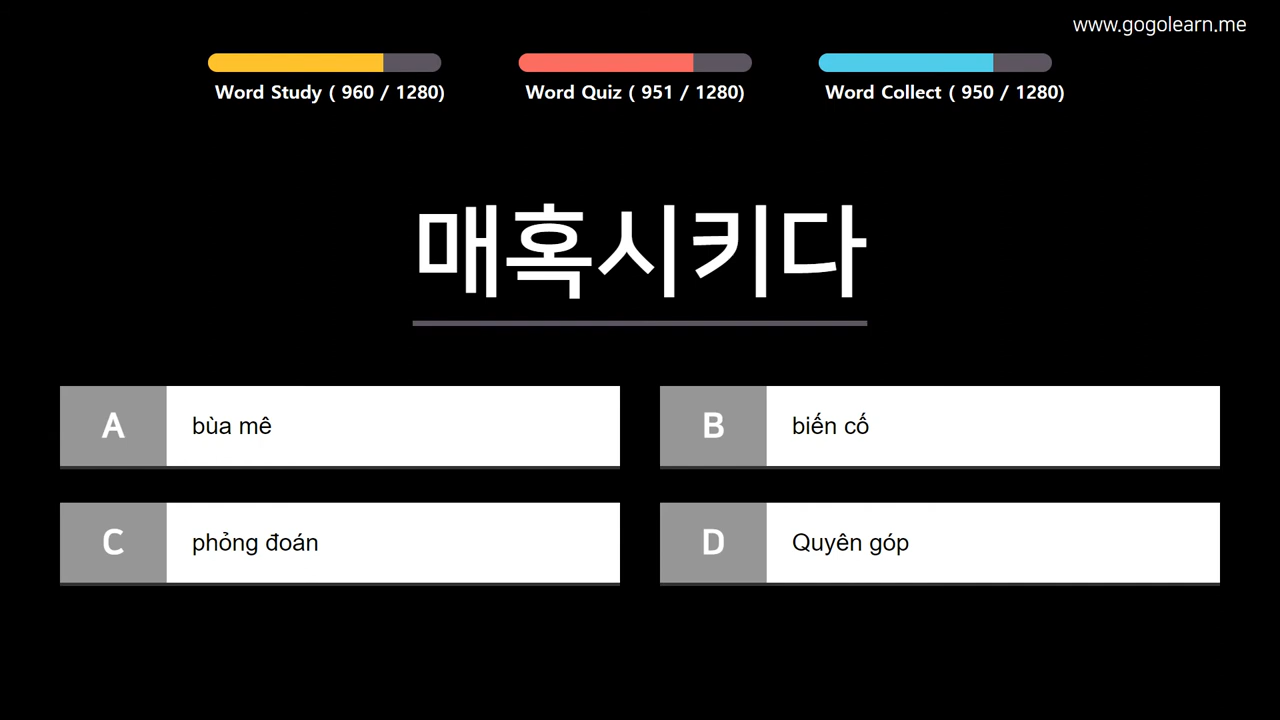 www.gogolearn.me
Word Study ( 960 / 1280)
Word Quiz ( 951 / 1280)
Word Collect ( 950 / 1280)
매혹시키다
A
bùa mê
B
biến cố
C
phỏng đoán
D
Quyên góp